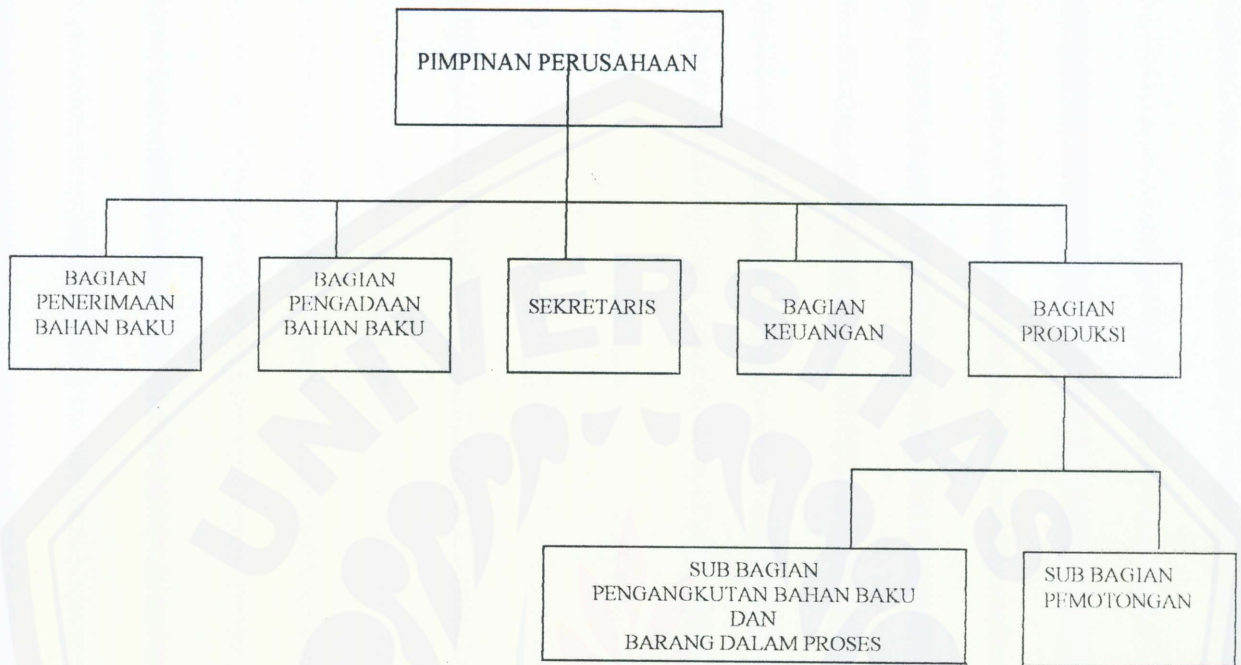 PIMPINAN PERUSAHAAN
BAGIAN
PENERIMAAN
BAHAN BAKU
BAGIAN
PENGADAAN
BAHAN BAKU
SEKRETARIS
BAGIAN
KEUANGAN
BAGIAN
PRODUKSI
SUB BAGIAN
PENGANGKUTAN BAHAN BAKU
DAN
BARANG DALAM PROSES
SUB BAGIAN
PEMOTONGAN
UNIVERSITAS